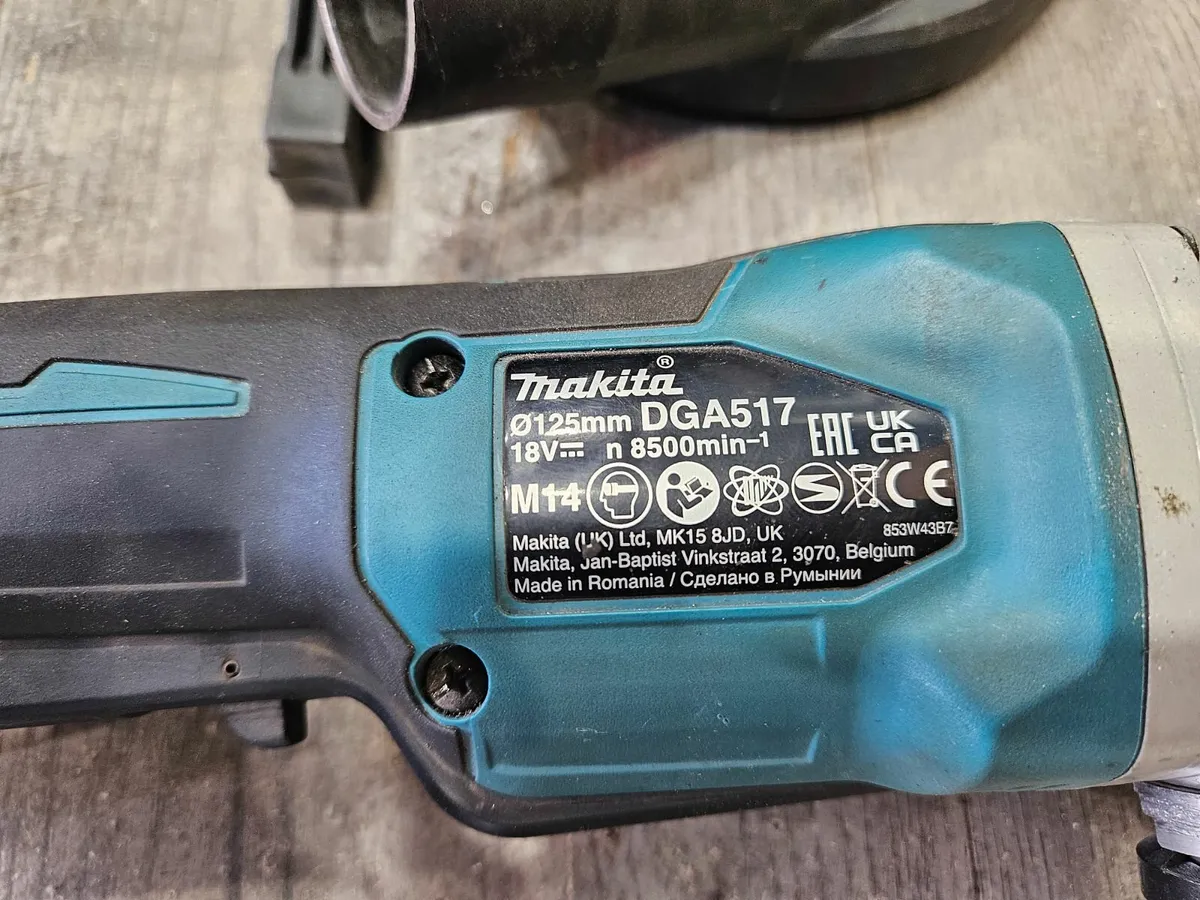 Makita®
Ø125mm DGA517
18V n 8500min⁻¹
EAC UK CA
M14
CE
853W43B7
Makita (UK) Ltd, MK15 8JD, UK
Makita, Jan-Baptist Vinkstraat 2, 3070, Belgium
Made in Romania / Сделано в Румынии